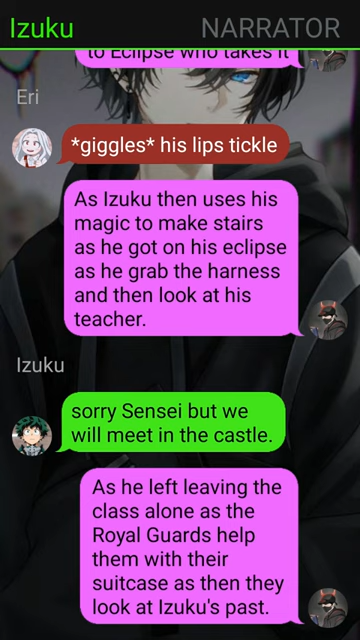 Izuku NARRATOR
to Eclipse who takes it
Eri
*giggles* his lips tickle
As Izuku then uses his
magic to make stairs
as he got on his eclipse
as he grab the harness
and then look at his
teacher.
Izuku
sorry Sensei but we
will meet in the castle.
As he left leaving the
class alone as the
Royal Guards help
them with their
suitcase as then they
look at Izuku's past.